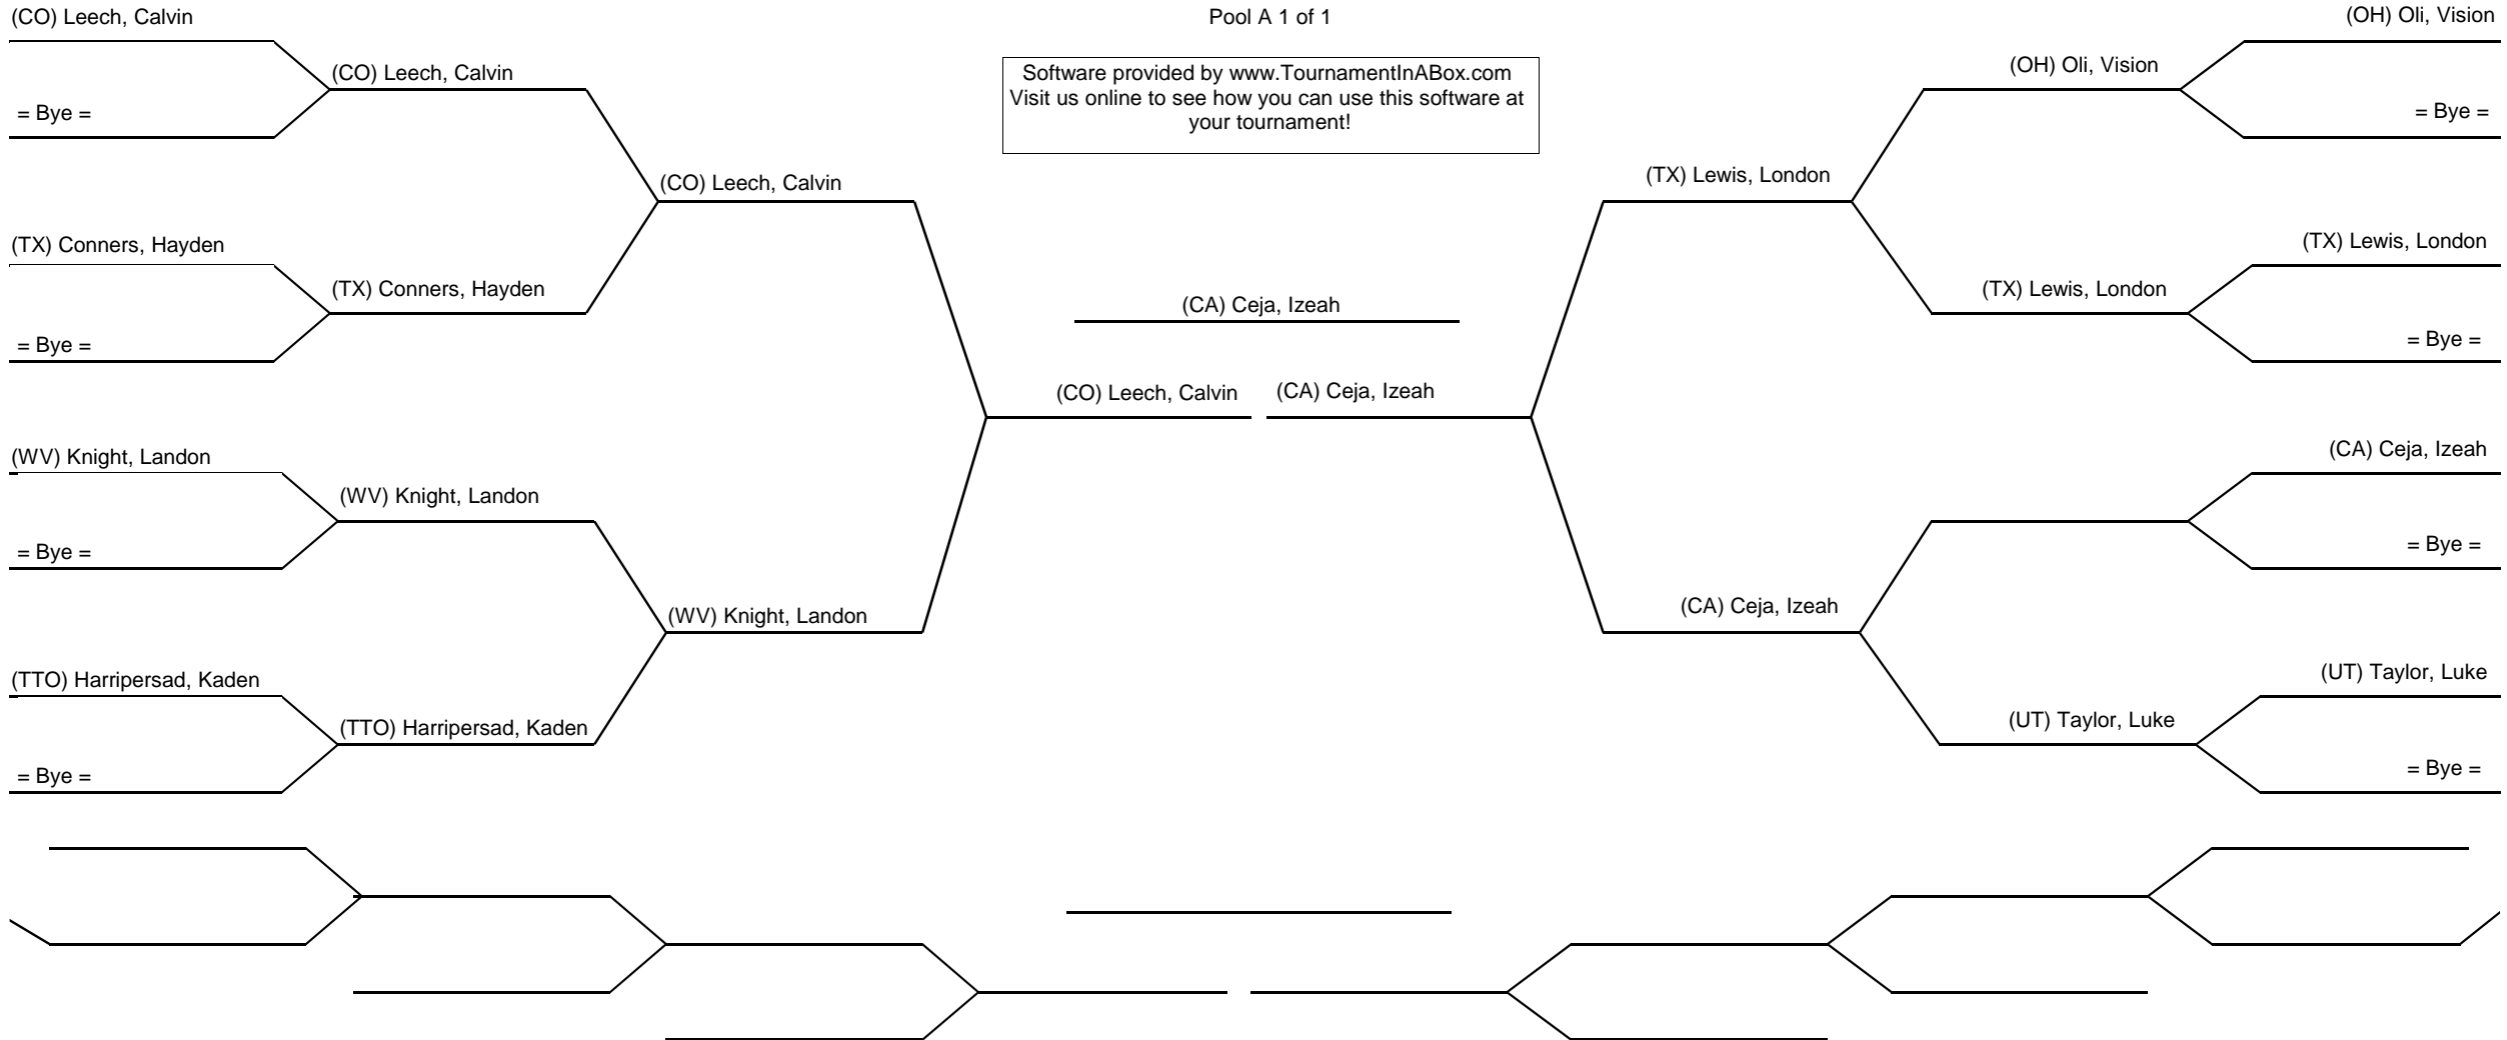 (CO) Leech, Calvin
Pool A 1 of 1
(OH) Oli, Vision
Software provided by www.TournamentInABox.com
Visit us online to see how you can use this software at
your tournament!
(CO) Leech, Calvin
(OH) Oli, Vision
= Bye =
= Bye =
(CO) Leech, Calvin
(TX) Lewis, London
(TX) Conners, Hayden
(TX) Lewis, London
(TX) Conners, Hayden
(TX) Lewis, London
(CA) Ceja, Izeah
= Bye =
= Bye =
(CO) Leech, Calvin
(CA) Ceja, Izeah
(WV) Knight, Landon
(CA) Ceja, Izeah
(WV) Knight, Landon
= Bye =
= Bye =
(WV) Knight, Landon
(CA) Ceja, Izeah
(TTO) Harripersad, Kaden
(UT) Taylor, Luke
(TTO) Harripersad, Kaden
(UT) Taylor, Luke
= Bye =
= Bye =